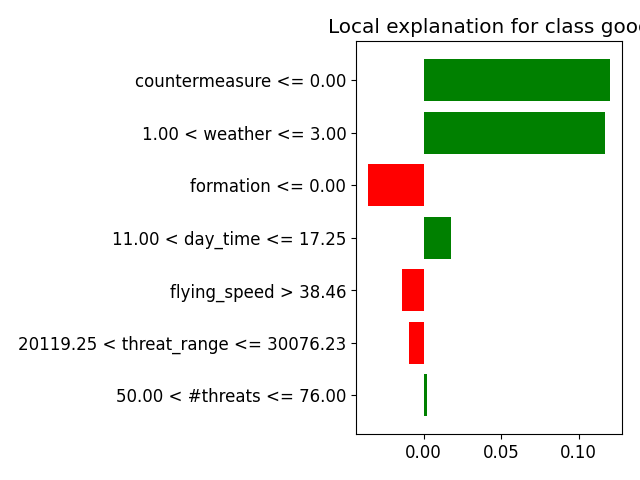 Local explanation for class good
countermeasure <= 0.00
1.00 < weather <= 3.00
formation <= 0.00
11.00 < day_time <= 17.25
flying_speed > 38.46
20119.25 < threat_range <= 30076.23
50.00 < #threats <= 76.00
0.00 0.05 0.10